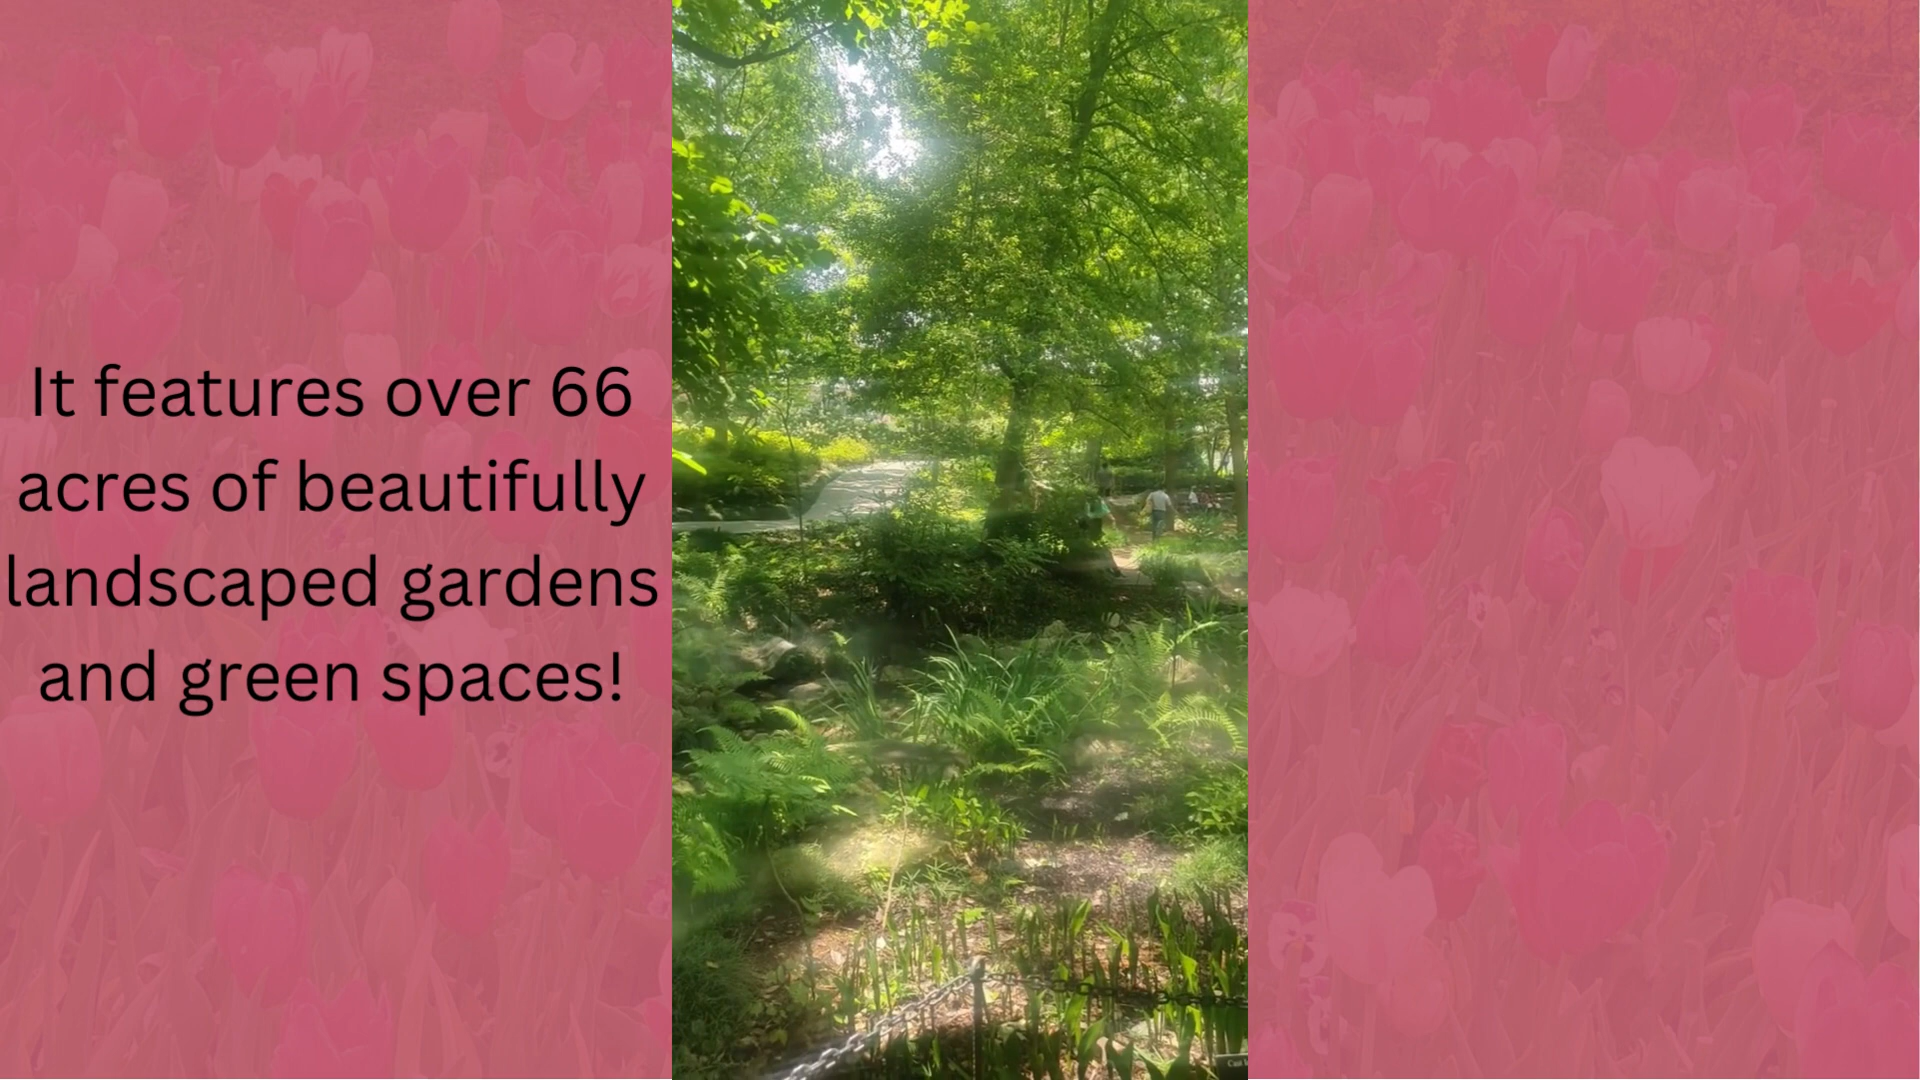 It features over 66
acres of beautifully
landscaped gardens
and green spaces!